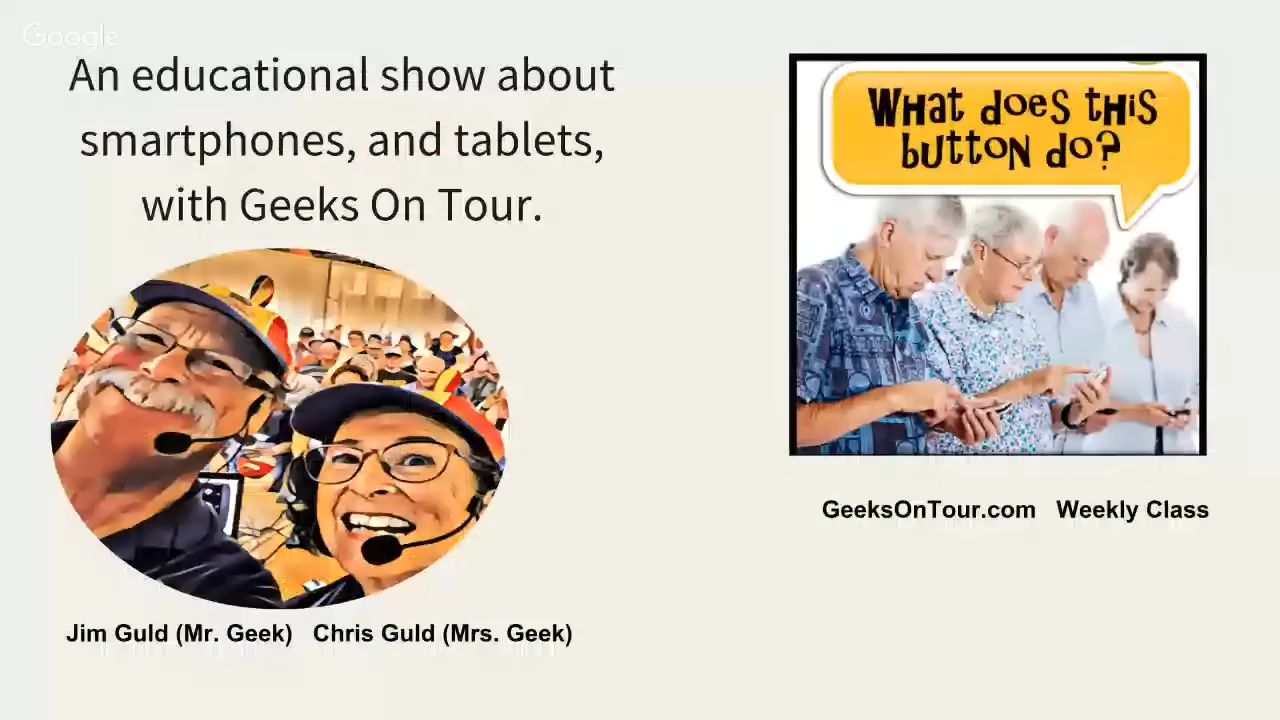 Google
An educational show about
smartphones, and tablets,
with Geeks On Tour.
What does this
button do?
GeeksOnTour.com Weekly Class
Jim Guld (Mr. Geek) Chris Guld (Mrs. Geek)